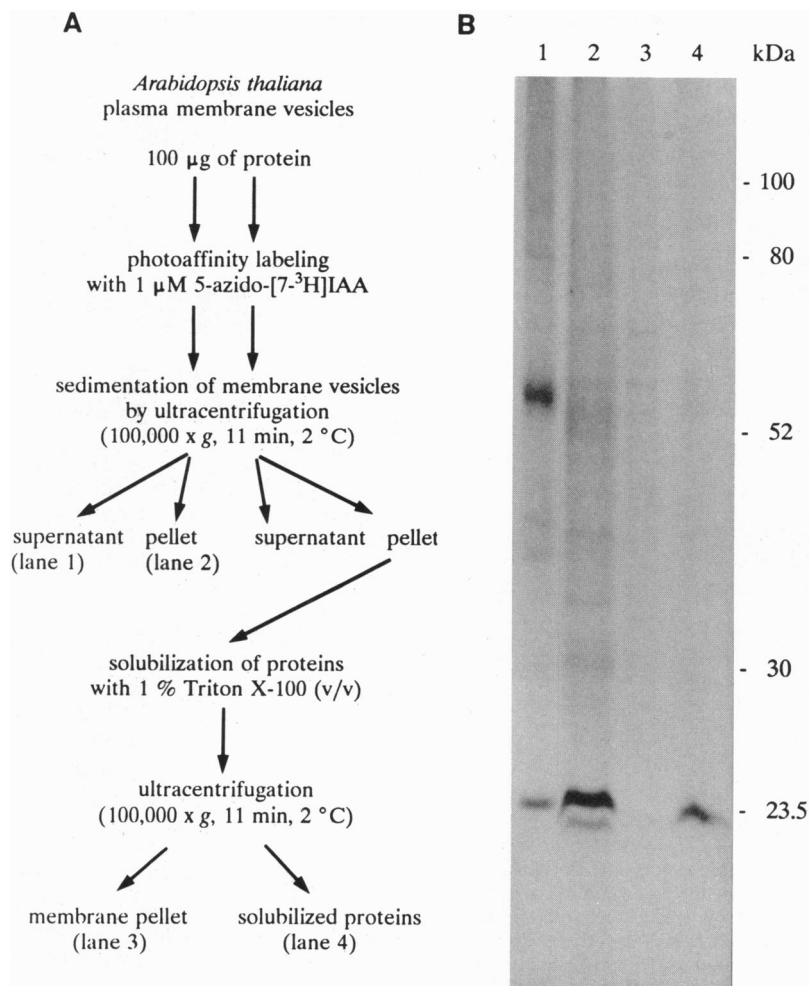 A
Arabidopsis thaliana
plasma membrane vesicles
100 µg of protein
photoaffinity labeling
with 1 µM 5-azido-[7-³H]IAA
sedimentation of membrane vesicles
by ultracentrifugation
(100,000 x g, 11 min, 2 °C)
supernatant pellet supernatant pellet
(lane 1) (lane 2)
solubilization of proteins
with 1 % Triton X-100 (v/v)
ultracentrifugation
(100,000 x g, 11 min, 2 °C)
membrane pellet solubilized proteins
(lane 3) (lane 4)
B
1 2 3 4 kDa
- 100
- 80
- 52
- 30
- 23.5